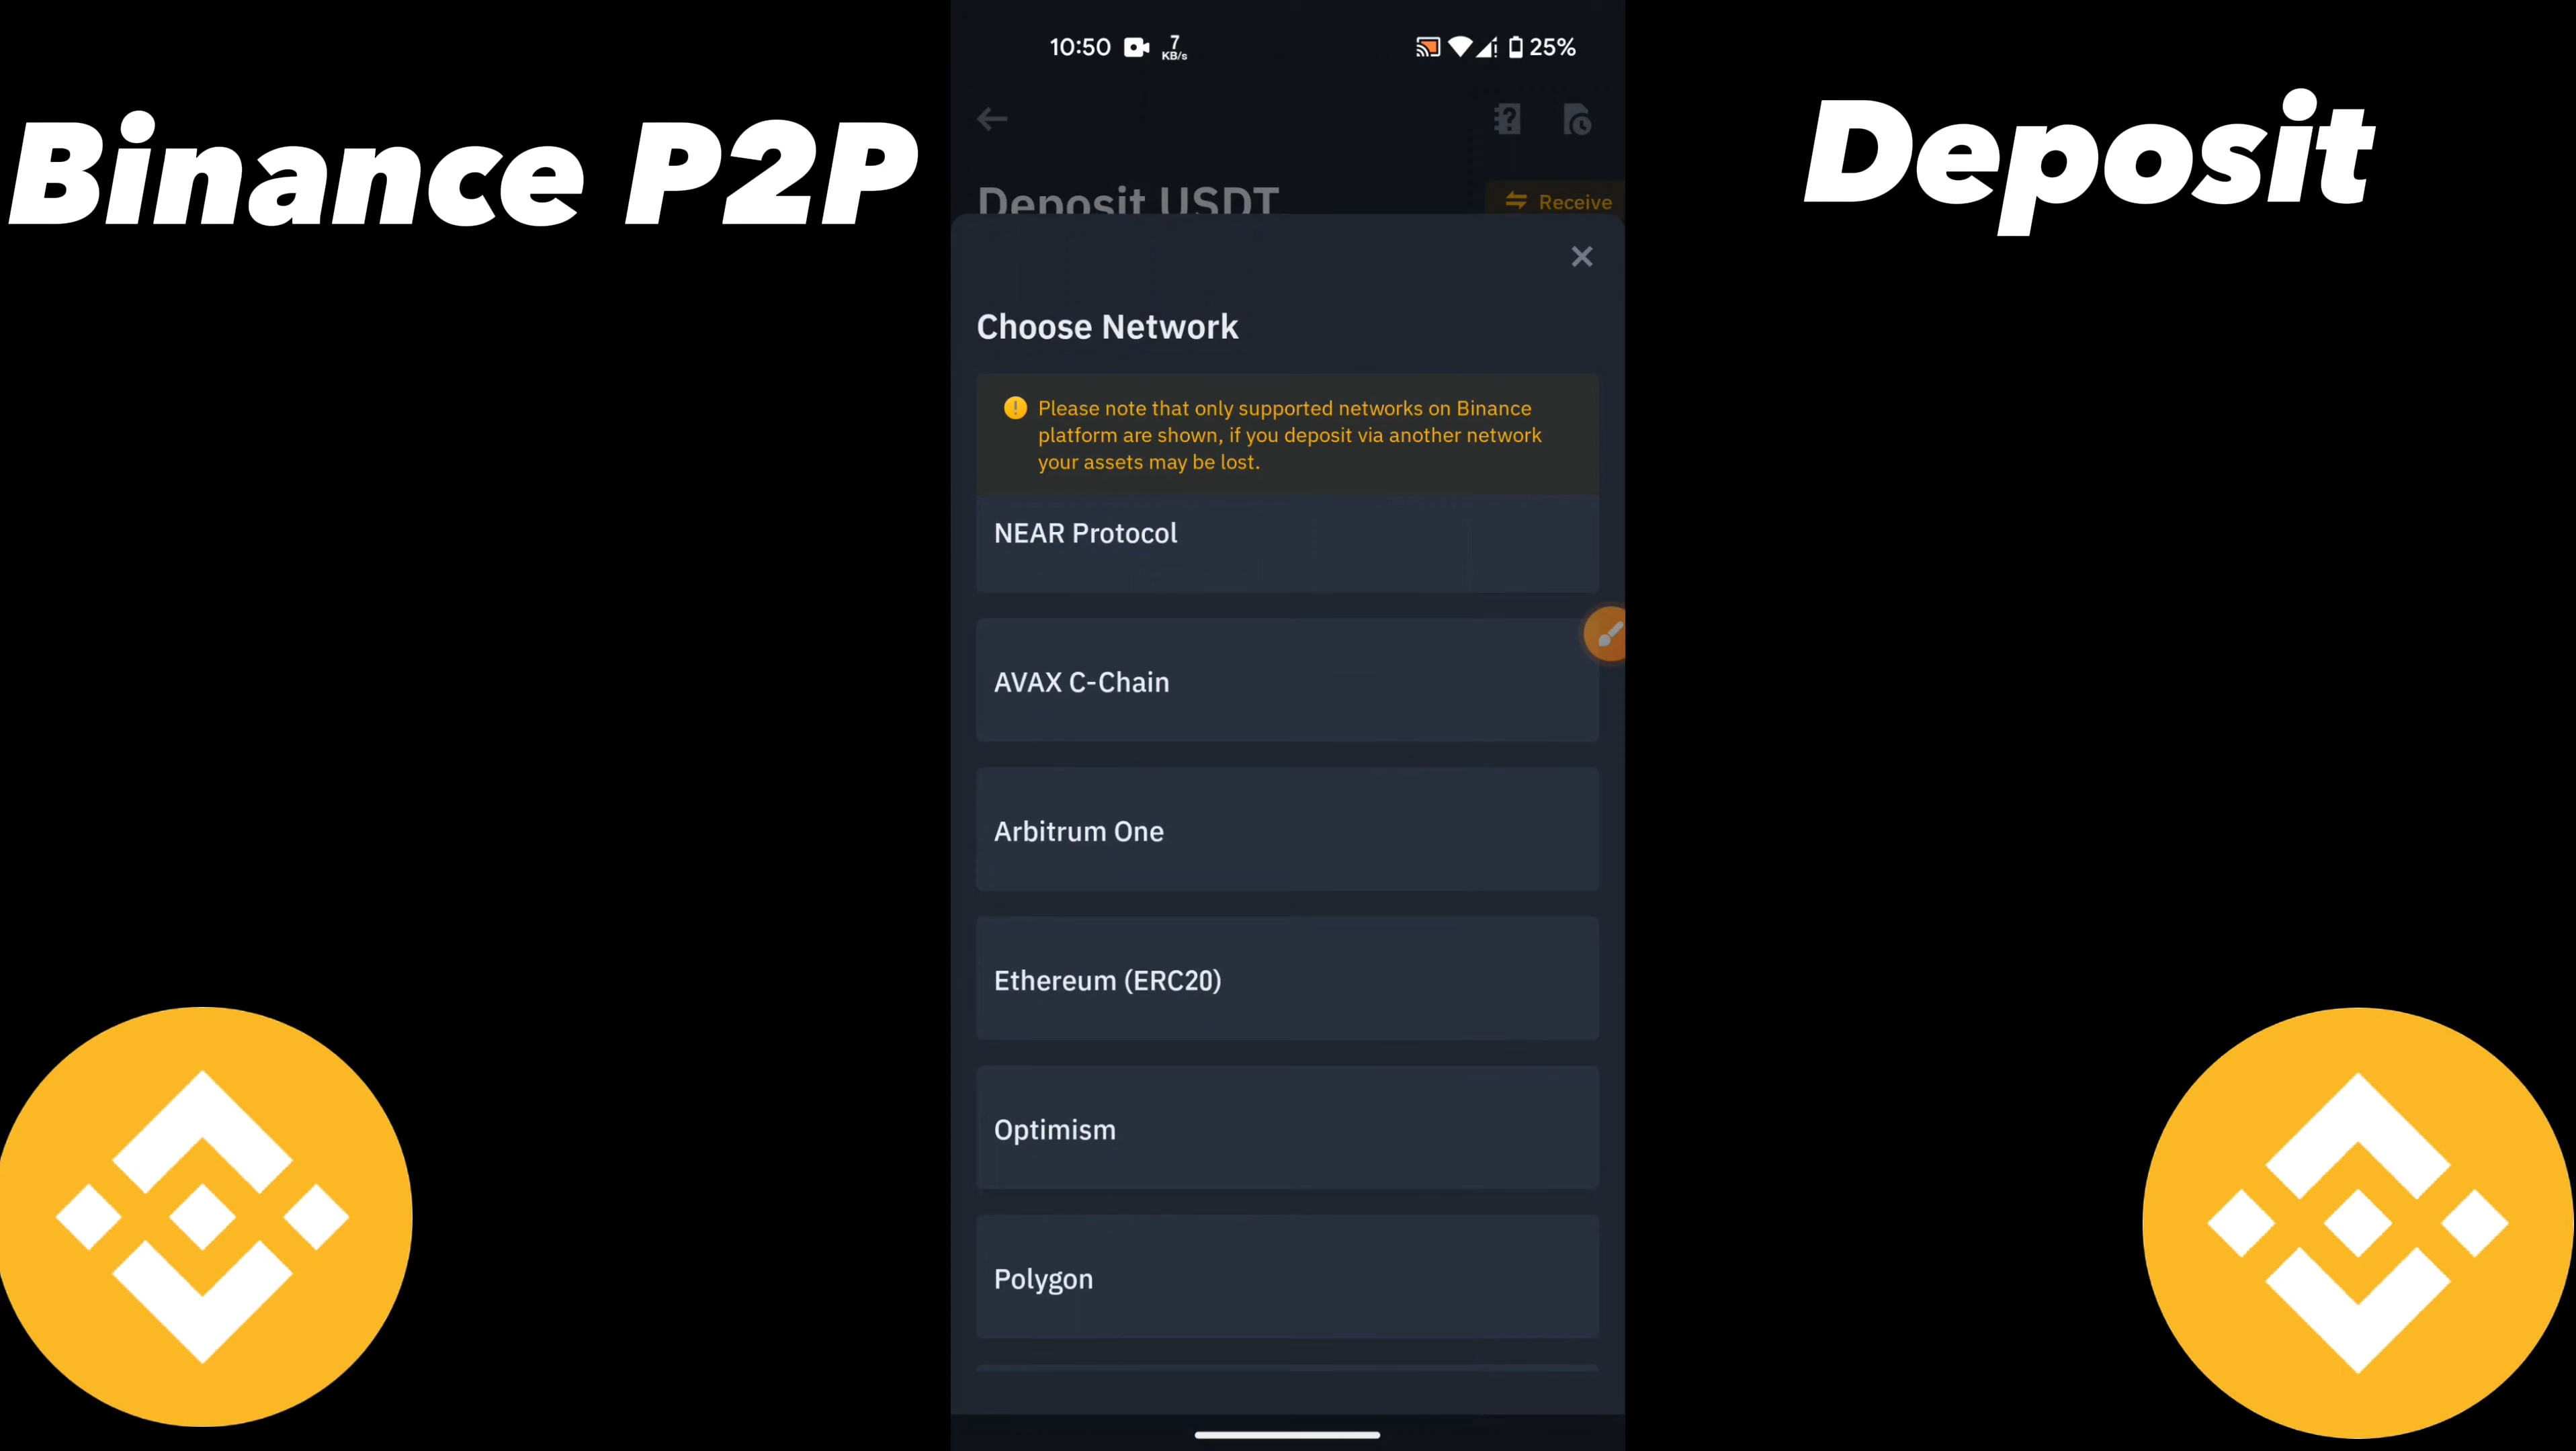 Binance P2P
Deposit
10:50
7
KB/s
25%
Deposit USDT
Receive
Choose Network
Please note that only supported networks on Binance
platform are shown, if you deposit via another network
your assets may be lost.
NEAR Protocol
AVAX C-Chain
Arbitrum One
Ethereum (ERC20)
Optimism
Polygon